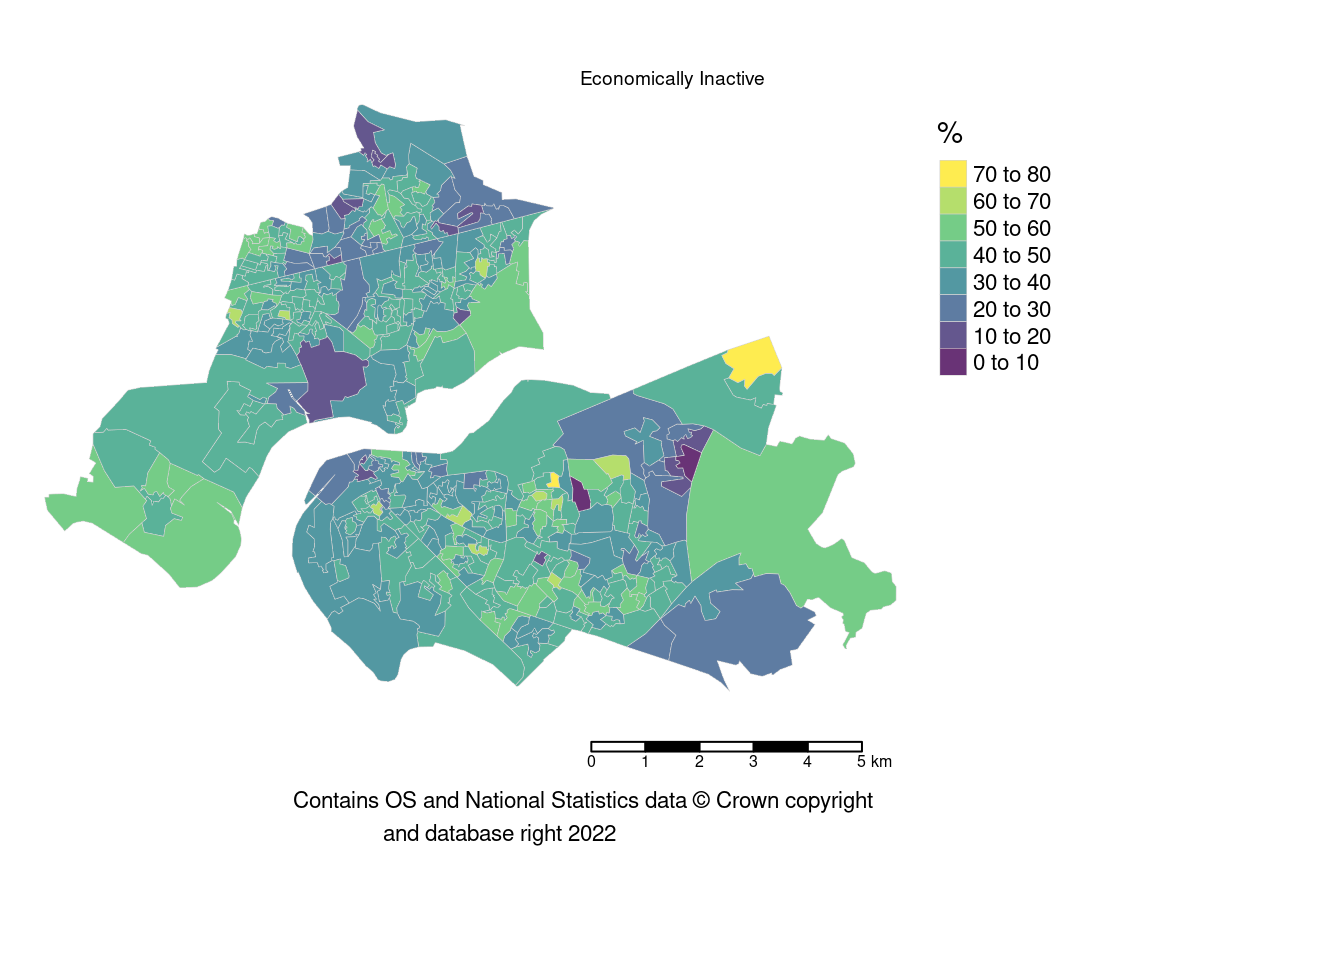 Economically Inactive
%
70 to 80
60 to 70
50 to 60
40 to 50
30 to 40
20 to 30
10 to 20
0 to 10
0 1 2 3 4 5 km
Contains OS and National Statistics data © Crown copyright
and database right 2022